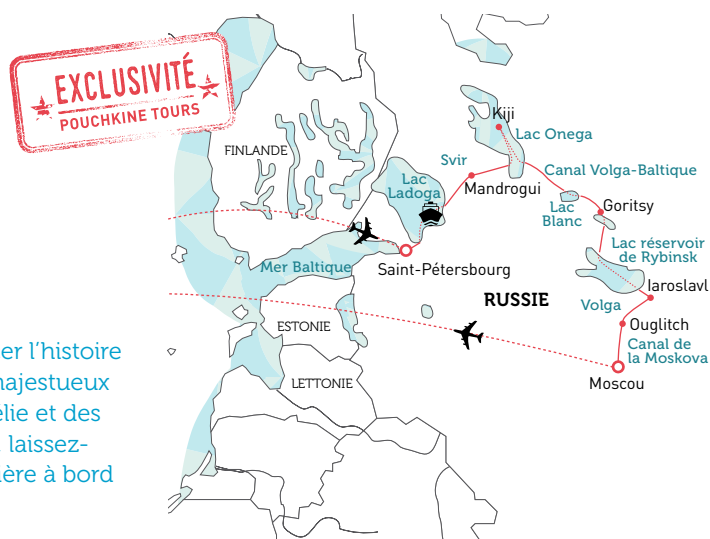 EXCLUSIVITÉ
POUCHKINE TOURS
FINLANDE
Kiji
Lac Onega
Svir
Mandrogui
Canal Volga-Baltique
Lac
Ladoga
Lac
Blanc
Goritsy
Lac réservoir
de Rybinsk
Mer Baltique
Saint-Pétersbourg
RUSSIE
Iaroslavl
Volga
Ouglitch
ESTONIE
Canal de
la Moskova
Moscou
LETTONIE
er l'histoire
majestueux
élie et des
laissez-
ière à bord